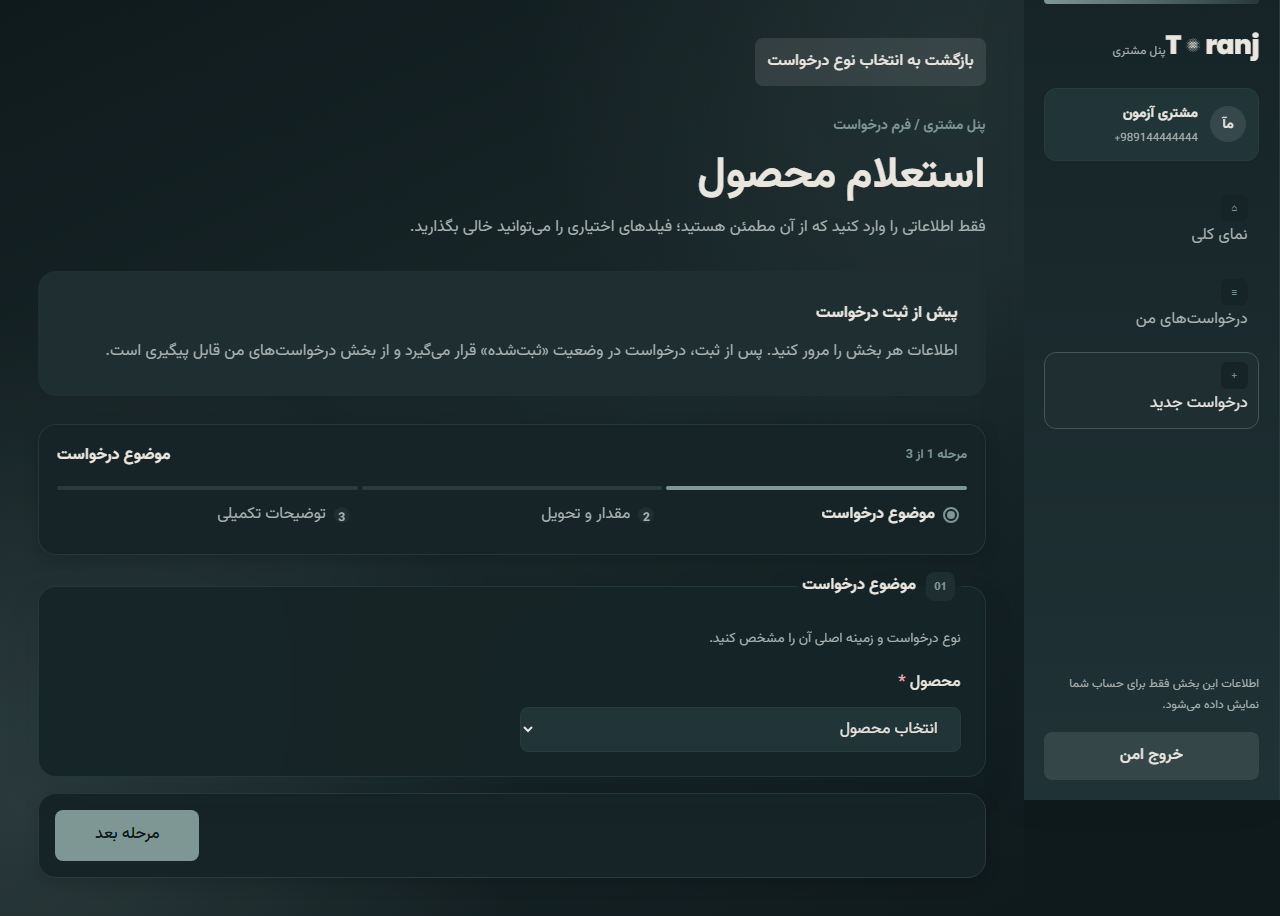 Toranj
پنل مشتری
مآ
مشتری آزمون
+989144444444
⌂
نمای کلی
≡
درخواست‌های من
+
درخواست جدید
اطلاعات این بخش فقط برای حساب شما
نمایش داده می‌شود.
خروج امن
بازگشت به انتخاب نوع درخواست
پنل مشتری / فرم درخواست
استعلام محصول
فقط اطلاعاتی را وارد کنید که از آن مطمئن هستید؛ فیلدهای اختیاری را می‌توانید خالی بگذارید.
پیش از ثبت درخواست
اطلاعات هر بخش را مرور کنید. پس از ثبت، درخواست در وضعیت «ثبت‌شده» قرار می‌گیرد و از بخش درخواست‌های من قابل پیگیری است.
مرحله 1 از 3
موضوع درخواست
موضوع درخواست
2 مقدار و تحویل
3 توضیحات تکمیلی
01 موضوع درخواست
نوع درخواست و زمینه اصلی آن را مشخص کنید.
محصول *
انتخاب محصول
مرحله بعد